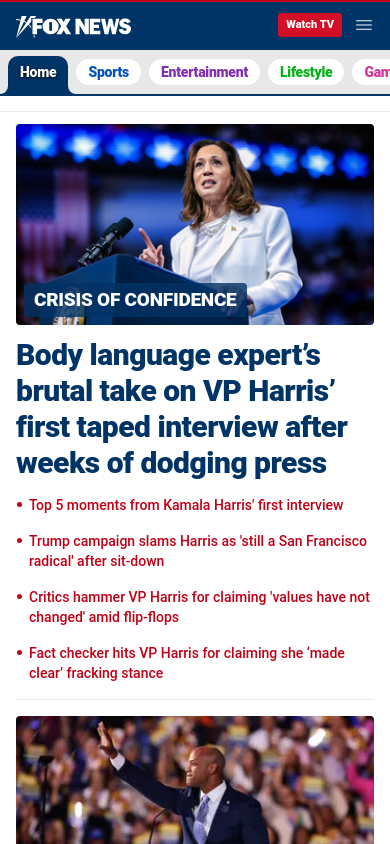 FOX NEWS
Watch TV
Home Sports Entertainment Lifestyle Gam
CRISIS OF CONFIDENCE
Body language expert’s
brutal take on VP Harris’
first taped interview after
weeks of dodging press
Top 5 moments from Kamala Harris' first interview
Trump campaign slams Harris as 'still a San Francisco
radical' after sit-down
Critics hammer VP Harris for claiming 'values have not
changed' amid flip-flops
Fact checker hits VP Harris for claiming she ‘made
clear’ fracking stance